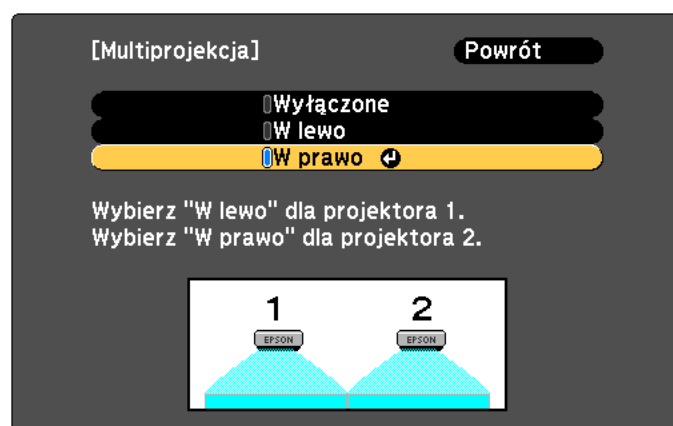 [Multiprojekcja] Powrót
Wyłączone
W lewo
W prawo
Wybierz "W lewo" dla projektora 1.
Wybierz "W prawo" dla projektora 2.
1 2
EPSON EPSON